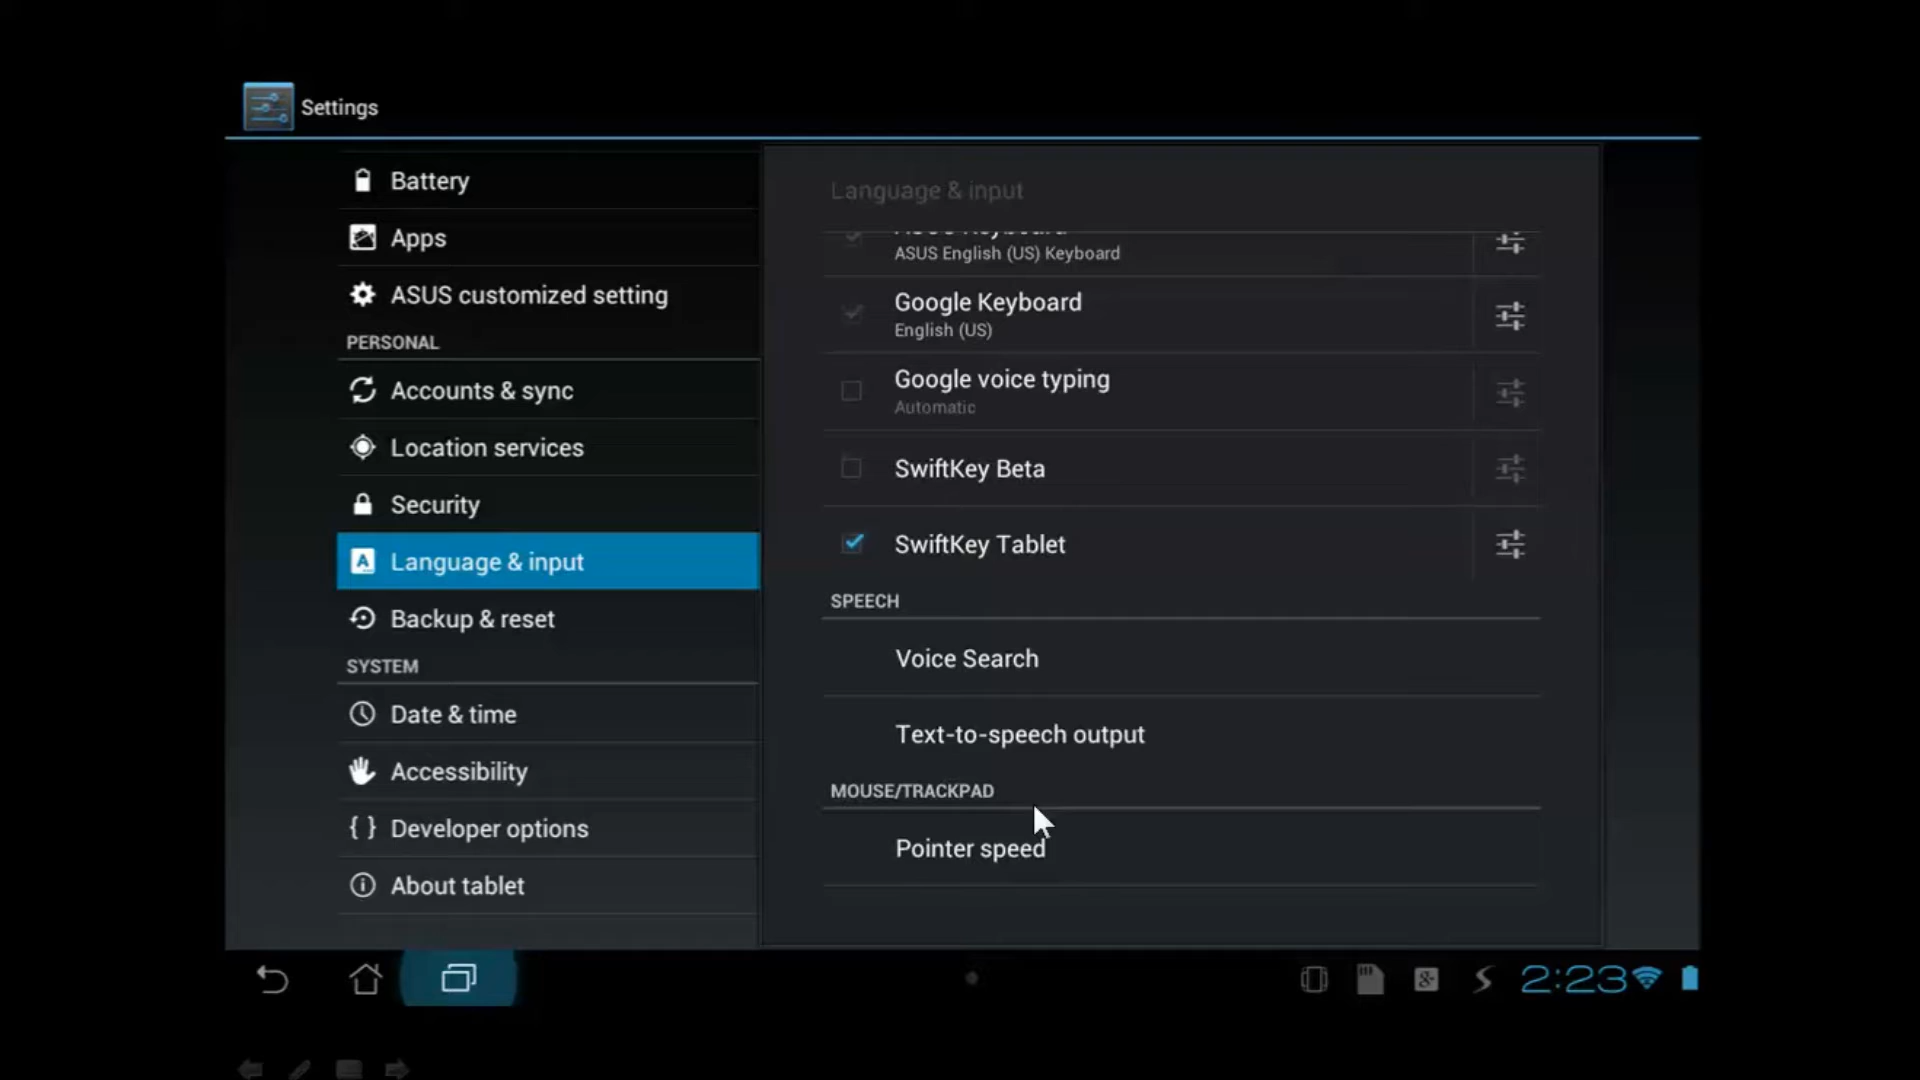 Settings
Battery
Apps
ASUS customized setting
PERSONAL
Accounts & sync
Location services
Security
Language & input
Backup & reset
SYSTEM
Date & time
Accessibility
Developer options
About tablet
Language & input
ASUS Keyboard
ASUS English (US) Keyboard
Google Keyboard
English (US)
Google voice typing
Automatic
SwiftKey Beta
SwiftKey Tablet
SPEECH
Voice Search
Text-to-speech output
MOUSE/TRACKPAD
Pointer speed
2:23